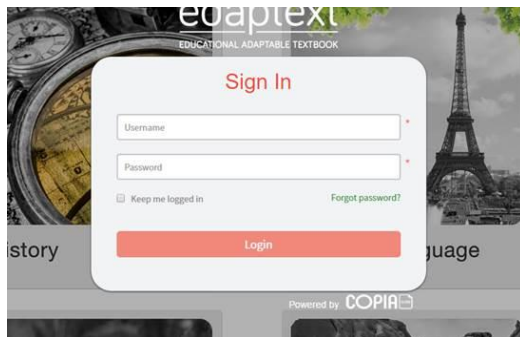 edaptext
EDUCATIONAL ADAPTABLE TEXTBOOK
Sign In
Username
*
Password
*
Keep me logged in
Forgot password?
istory
Login
guage
Powered by COPIA